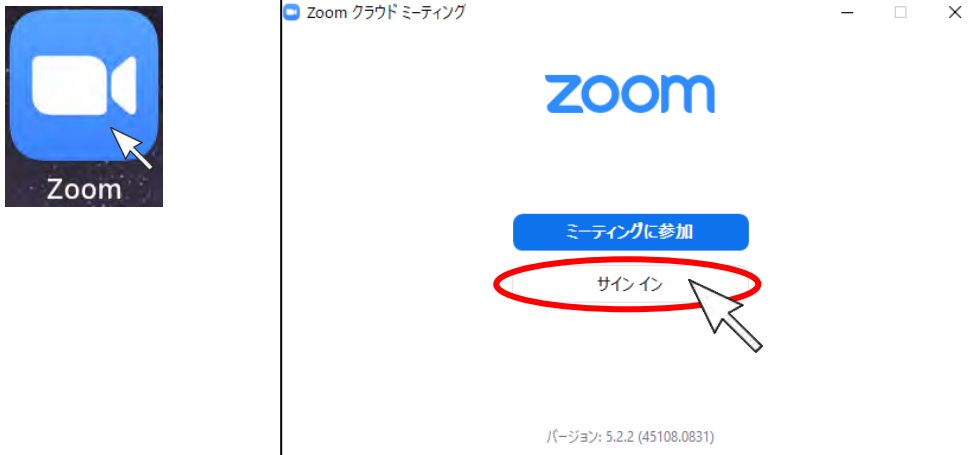 Zoom
Zoom クラウド ミーティング
zoom
ミーティングに参加
サイン イン
バージョン: 5.2.2 (45108.0831)